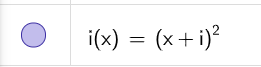 i(x) = (x + i)²